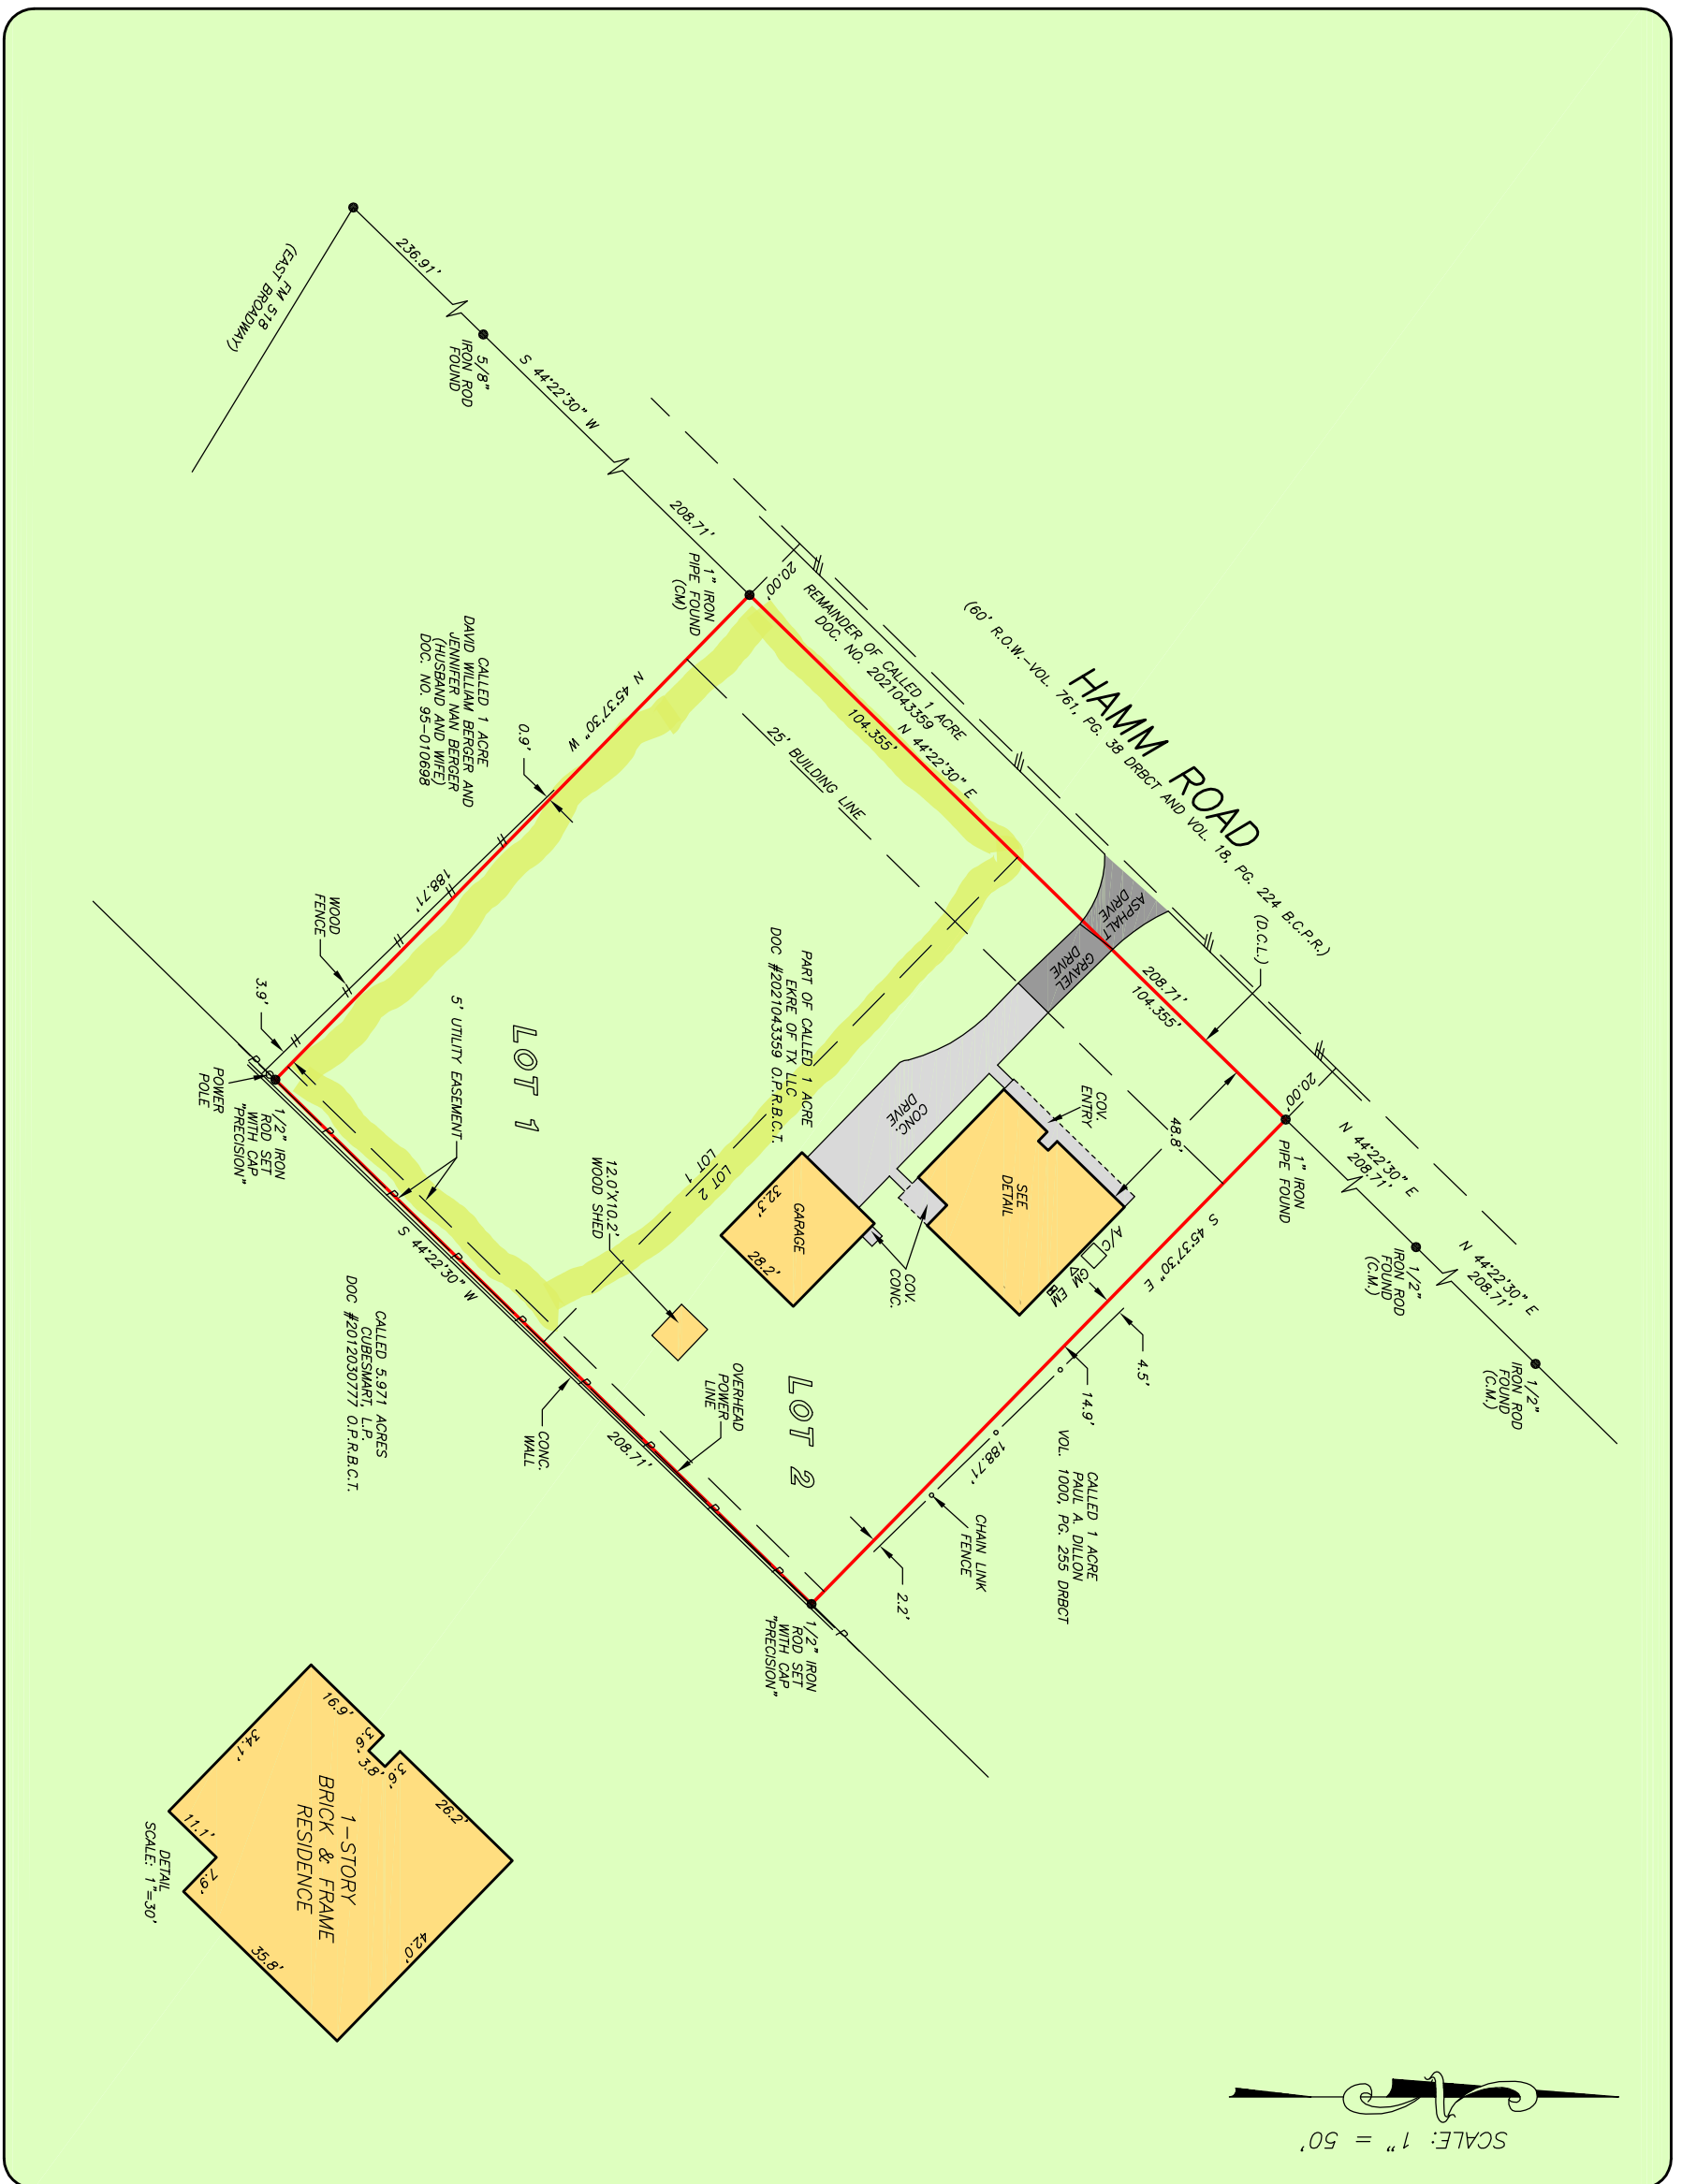 236.91'
FM 518
(EAST BROADWAY)
5/8"
IRON ROD
FOUND
S 44°22'30" W
208.71'
1" IRON
PIPE FOUND
(CM)
20.00'
REMAINDER OF CALLED 1 ACRE
DOC. NO. 2021043359
HAMM ROAD
(60' R.O.W.-VOL. 761, PG. 38 DRBCT AND VOL. 18, PG. 224 B.C.P.R.)
(D.C.L.)
N 44°22'30" E
104.355'
25' BUILDING LINE
N 45°37'30" W
188.71'
0.9'
CALLED 1 ACRE
DAVID WILLIAM BERGER AND
JENNIFER NAN BERGER
(HUSBAND AND WIFE)
DOC. NO. 95-010698
WOOD
FENCE
3.9'
POWER
POLE
1/2" IRON
ROD SET
WITH CAP
"PRECISION"
5' UTILITY EASEMENT
LOT 1
PART OF CALLED 1 ACRE
EKRE OF TX LLC
DOC #2021043359 O.P.R.B.C.T.
LOT 1
LOT 2
ASPHALT
DRIVE
GRAVEL
DRIVE
CONC.
DRIVE
208.71'
104.355'
20.00'
1" IRON
PIPE FOUND
N 44°22'30" E
208.71'
1/2"
IRON ROD
FOUND
(C.M.)
N 44°22'30" E
208.71'
1/2"
IRON ROD
FOUND
(C.M.)
48.8'
COV.
ENTRY
SEE
DETAIL
GARAGE
32.3'
28.2'
COV.
CONC.
A/C
GM
EM
12.0'X10.2'
WOOD SHED
S 45°37'30" E
188.71'
4.5'
14.9'
CALLED 1 ACRE
PAUL A. DILLON
VOL. 1000, PG. 255 DRBCT
CHAIN LINK
FENCE
2.2'
LOT 2
OVERHEAD
POWER
LINE
S 44°22'30" W
208.71'
CONC.
WALL
CALLED 5.971 ACRES
CUBESMART, L.P.
DOC #2012030777 O.P.R.B.C.T.
1/2" IRON
ROD SET
WITH CAP
"PRECISION"
P
P
P
P
P
P
P
P
P
P
P
16.9'
3.6'
3.8'
3.6'
26.2'
34.1'
11.1'
7.9'
35.8'
42.0'
1-STORY
BRICK & FRAME
RESIDENCE
DETAIL
SCALE: 1"=30'
N
SCALE: 1" = 50'